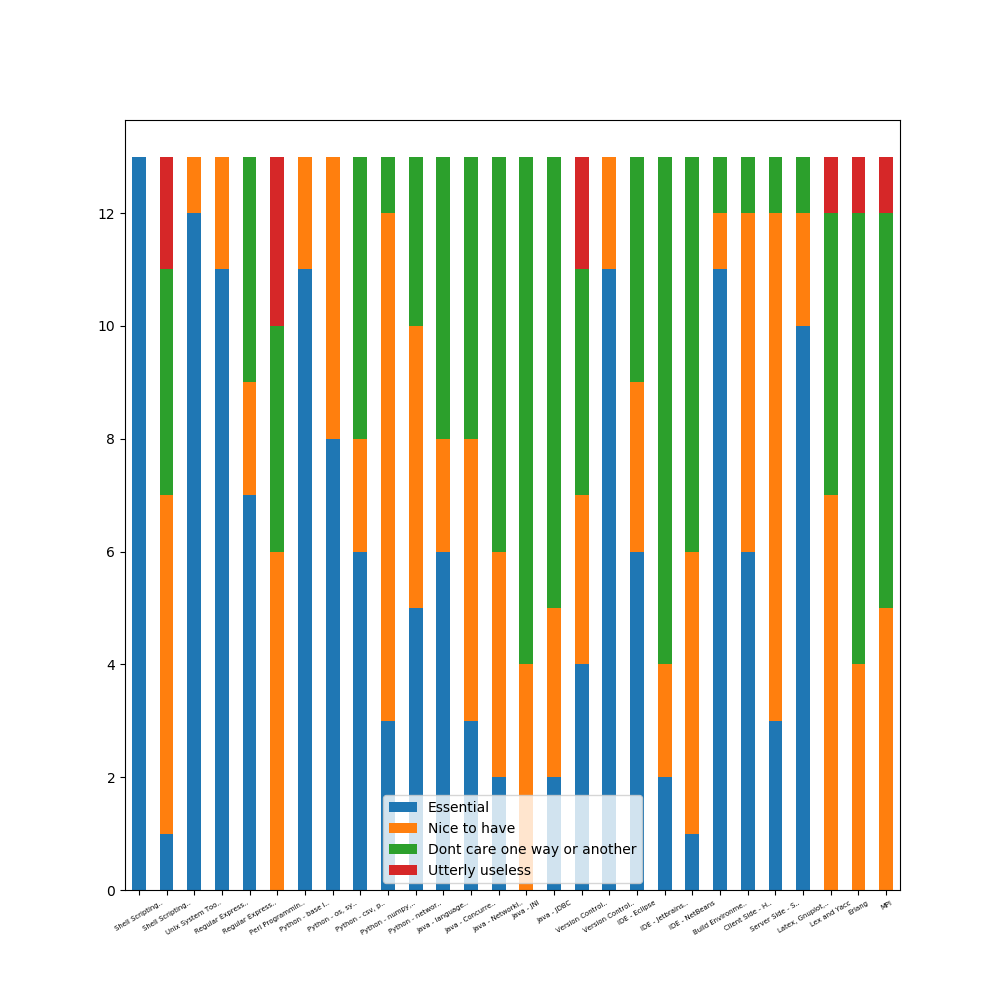 12
10
8
6
4
2
0
Essential
Nice to have
Dont care one way or another
Utterly useless
Shell Scripting..
Shell Scripting..
Unix System Too..
Regular Express..
Regular Express..
Perl Programmin..
Python - base l..
Python - os, sy..
Python - csv, p..
Python - numpy,..
Python - networ..
Java - language..
Java - Concurre..
Java - Networki..
Java - JNI
Java - JDBC
Version Control..
Version Control..
IDE - Eclipse
IDE - Jetbrains..
IDE - NetBeans
Build Environme..
Client Side - H..
Server Side - S..
Latex, Gnuplot,..
Lex and Yacc
Erlang
MPI